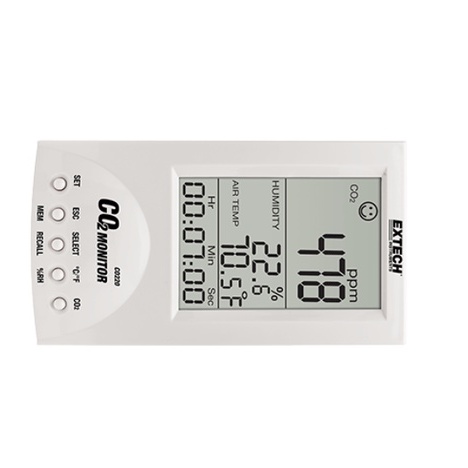 EXTECH
INSTRUMENTS
CO2
ppm
478
HUMIDITY
22.6 %
AIR TEMP
70.5°F
Hr Min Sec
00:07:00
CO220
CO2 MONITOR
SET ESC SELECT °C/°F CO2
MEM RECALL %RH